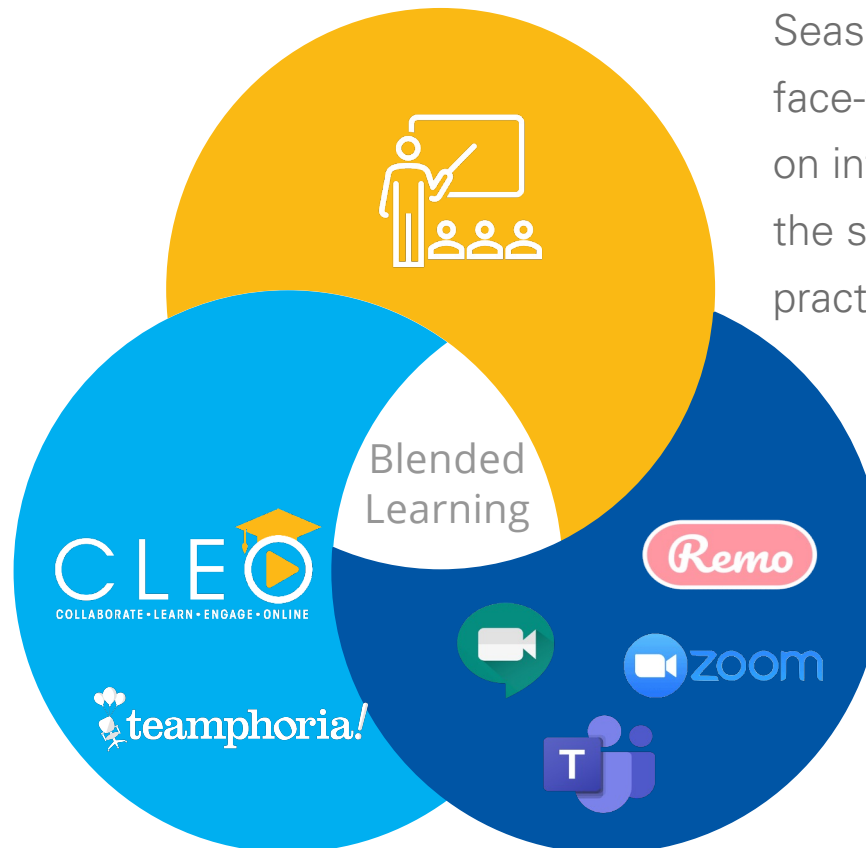 Seas
face-
on in
the s
pract
Blended
Learning
CLEO
COLLABORATE • LEARN • ENGAGE • ONLINE
teamphoria!
Remo
zoom
T